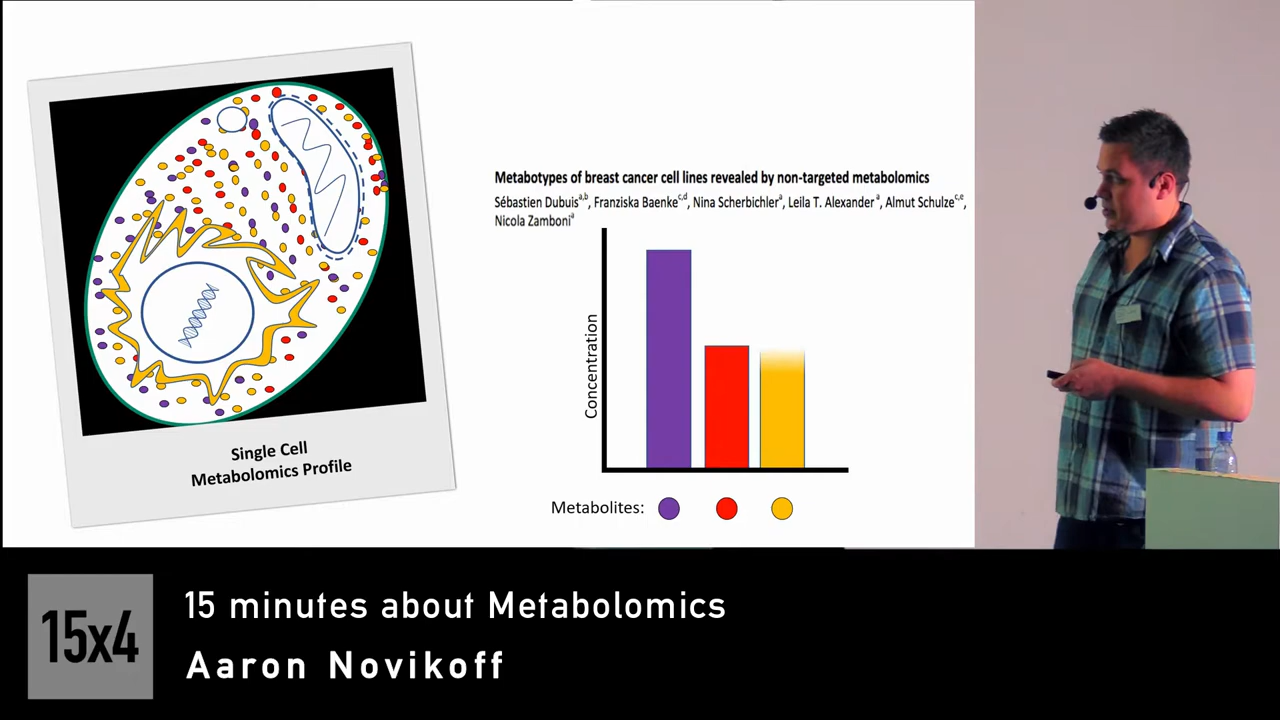 Single Cell
Metabolomics Profile
Metabotypes of breast cancer cell lines revealed by non-targeted metabolomics
Sébastien Dubuis a,b, Franziska Baenke c,d, Nina Scherbichler a, Leila T. Alexander a, Almut Schulze c,e,
Nicola Zamboni a
Concentration
Metabolites:
15x4
15 minutes about Metabolomics
Aaron Novikoff